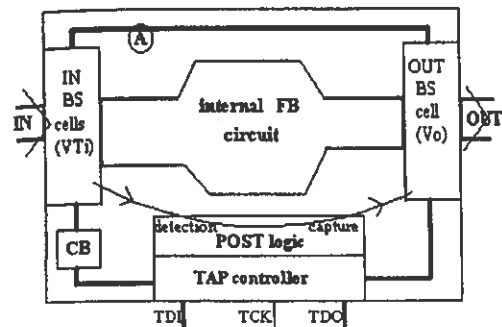 A
IN
BS
cells
(VTi)
OUT
BS
cell
(Vo)
internal FB
circuit
IN
OUT
CB
detection capture
POST logic
TAP controller
TDI TCK TDO